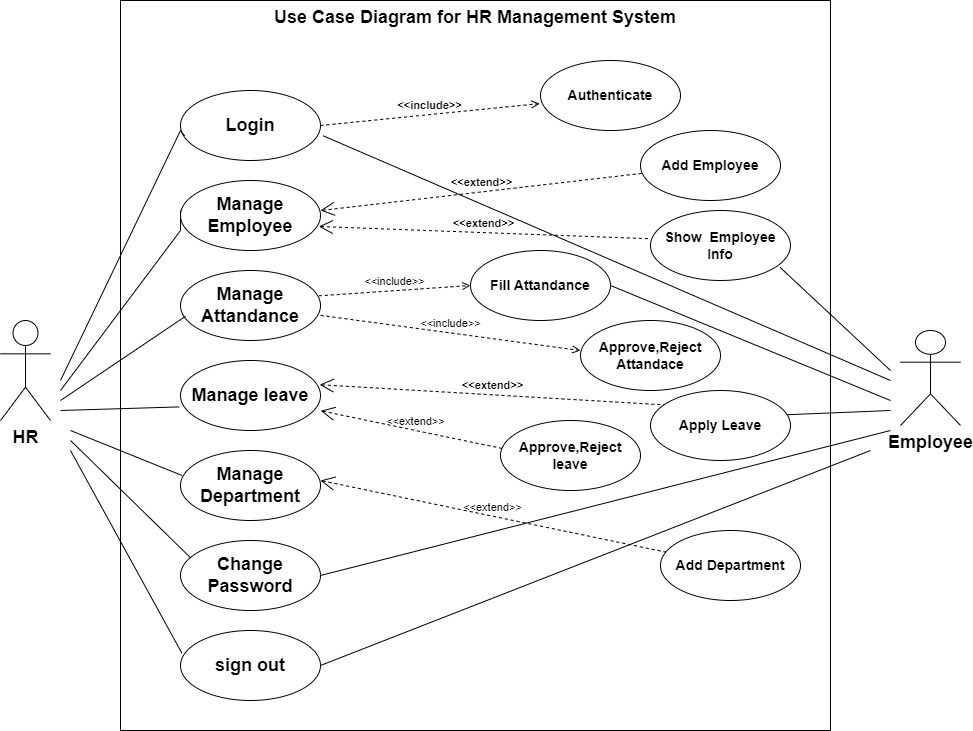 Use Case Diagram for HR Management System
Authenticate
<<include>>
Login
Add Employee
<<extend>>
Manage
Employee
<<extend>>
Show Employee
Info
Manage
Attandance
<<include>>
Fill Attandance
<<include>>
Approve,Reject
Attandace
HR
Employee
Manage leave
<<extend>>
Apply Leave
<<extend>>
Approve,Reject
leave
Manage
Department
<<extend>>
Add Department
Change
Password
sign out